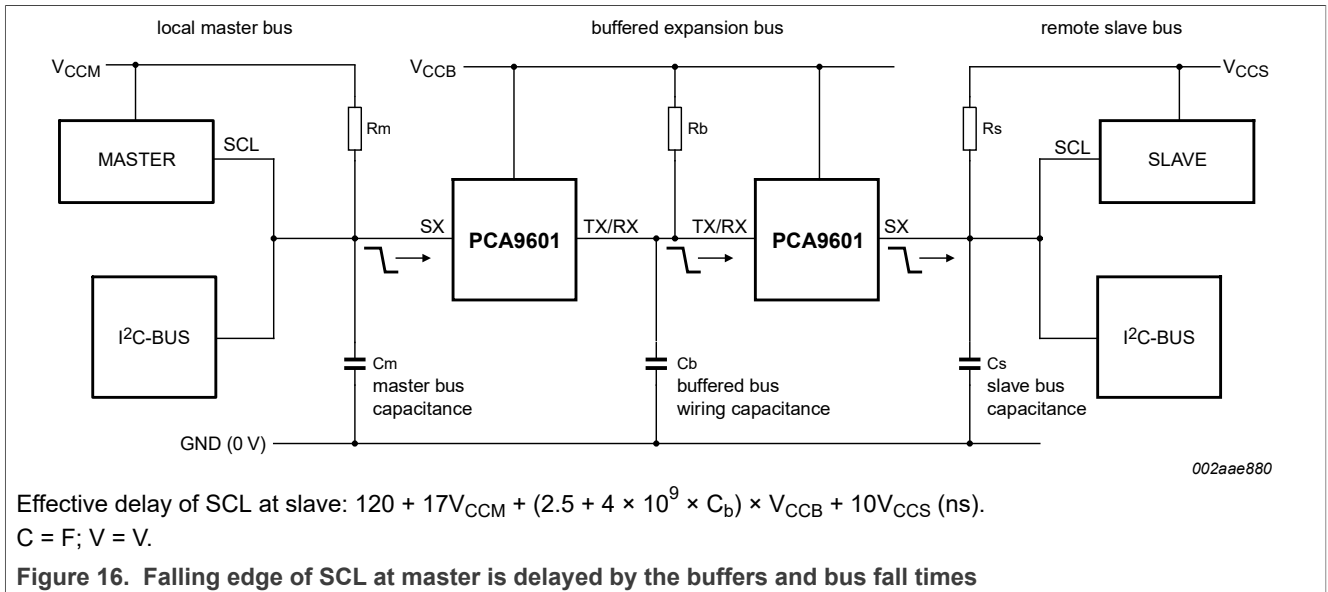 local master bus
buffered expansion bus
remote slave bus
VCCM
VCCB
VCCS
Rm
Rb
Rs
MASTER
SCL
SCL
SLAVE
SX
PCA9601
TX/RX
TX/RX
PCA9601
SX
I²C-BUS
I²C-BUS
Cm
master bus
capacitance
Cb
buffered bus
wiring capacitance
Cs
slave bus
capacitance
GND (0 V)
002aae880
Effective delay of SCL at slave: 120 + 17VCCM + (2.5 + 4 × 10⁹ × Cb) × VCCB + 10VCCS (ns).
C = F; V = V.
Figure 16. Falling edge of SCL at master is delayed by the buffers and bus fall times